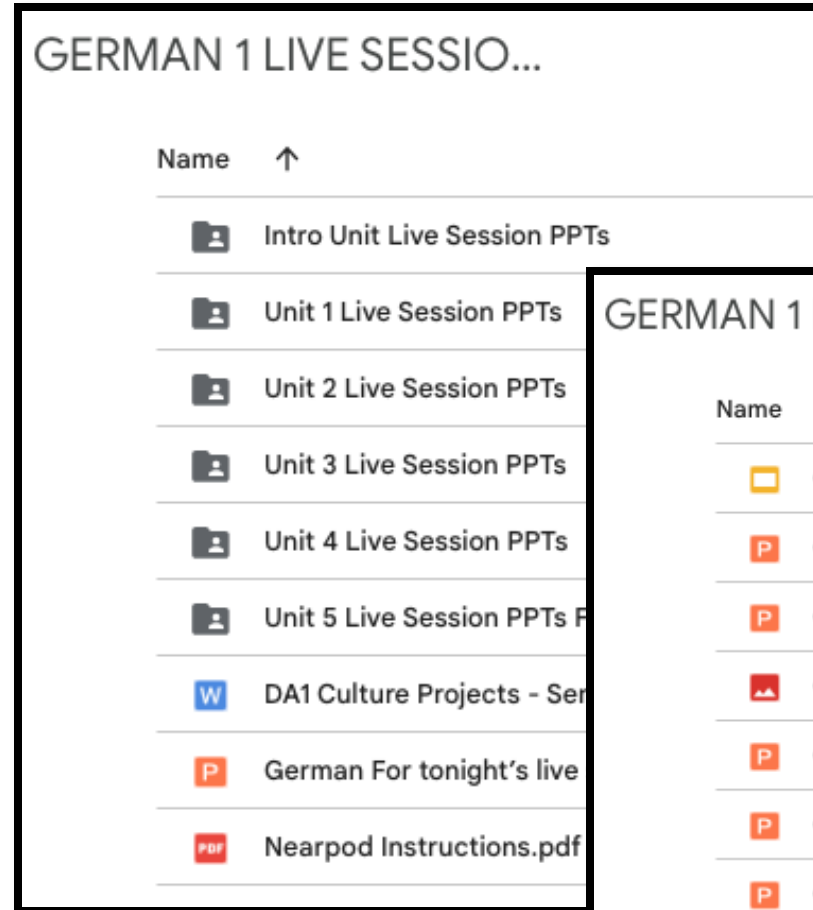 GERMAN 1 LIVE SESSIO...
Name ↑
Intro Unit Live Session PPTs
Unit 1 Live Session PPTs
Unit 2 Live Session PPTs
Unit 3 Live Session PPTs
Unit 4 Live Session PPTs
Unit 5 Live Session PPTs F
W DA1 Culture Projects - Ser
P German For tonight's live
PDF Nearpod Instructions.pdf
GERMAN 1
Name
P
P
P
P
P